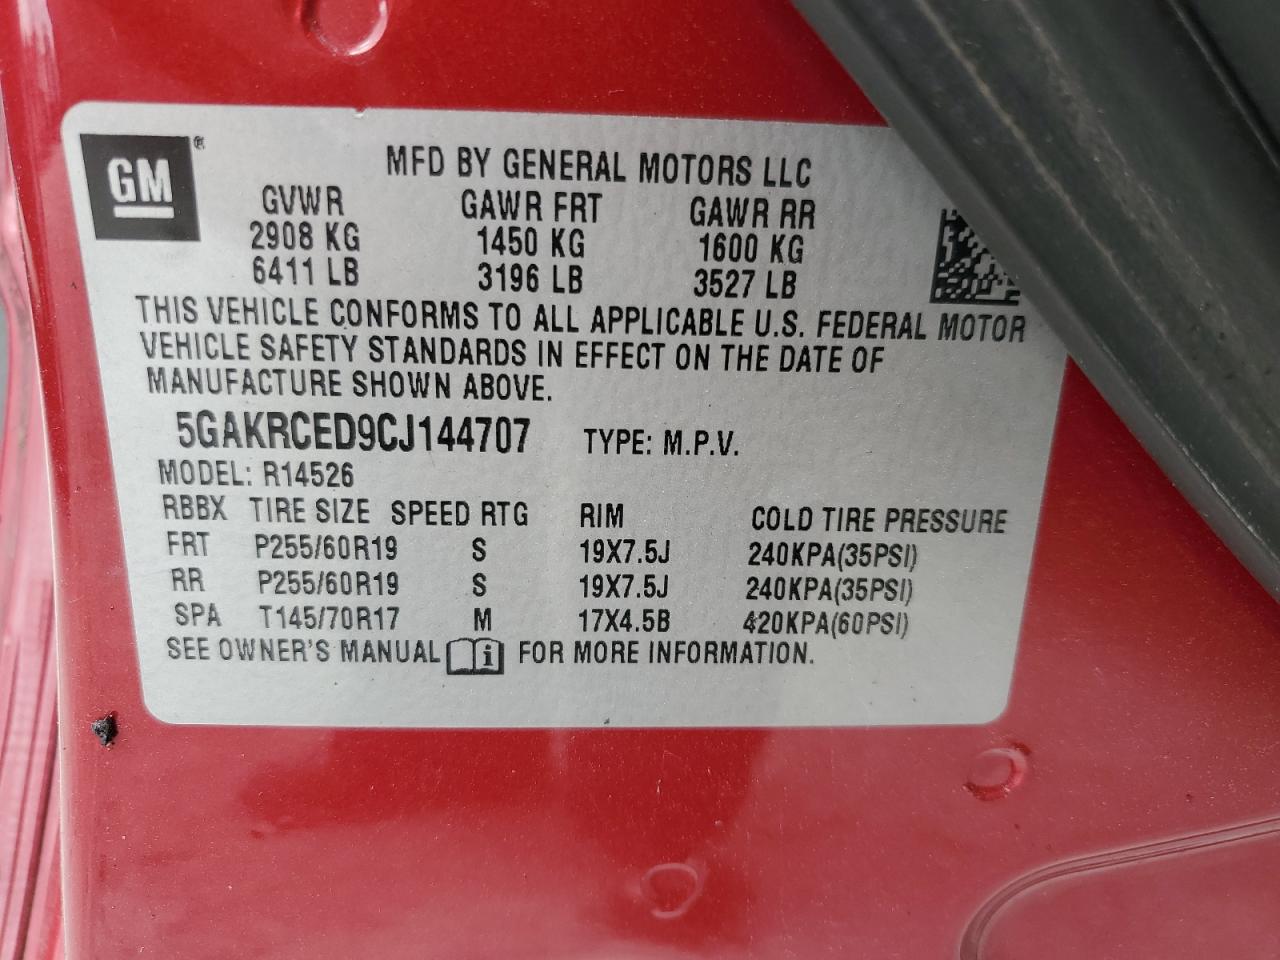 GM ®
MFD BY GENERAL MOTORS LLC
GVWR GAWR FRT GAWR RR
2908 KG 1450 KG 1600 KG
6411 LB 3196 LB 3527 LB
THIS VEHICLE CONFORMS TO ALL APPLICABLE U.S. FEDERAL MOTOR
VEHICLE SAFETY STANDARDS IN EFFECT ON THE DATE OF
MANUFACTURE SHOWN ABOVE.
5GAKRCED9CJ144707 TYPE: M.P.V.
MODEL: R14526
RBBX TIRE SIZE SPEED RTG RIM COLD TIRE PRESSURE
FRT P255/60R19 S 19X7.5J 240KPA(35PSI)
RR P255/60R19 S 19X7.5J 240KPA(35PSI)
SPA T145/70R17 M 17X4.5B 420KPA(60PSI)
SEE OWNER'S MANUAL i FOR MORE INFORMATION.